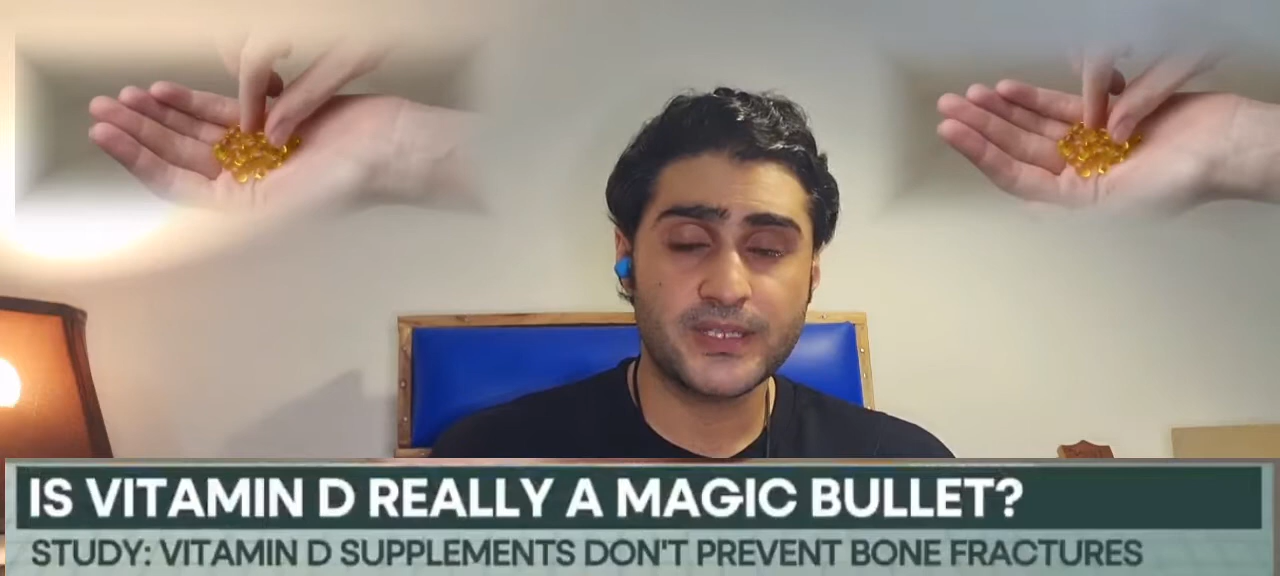 IS VITAMIN D REALLY A MAGIC BULLET?
STUDY: VITAMIN D SUPPLEMENTS DON'T PREVENT BONE FRACTURES